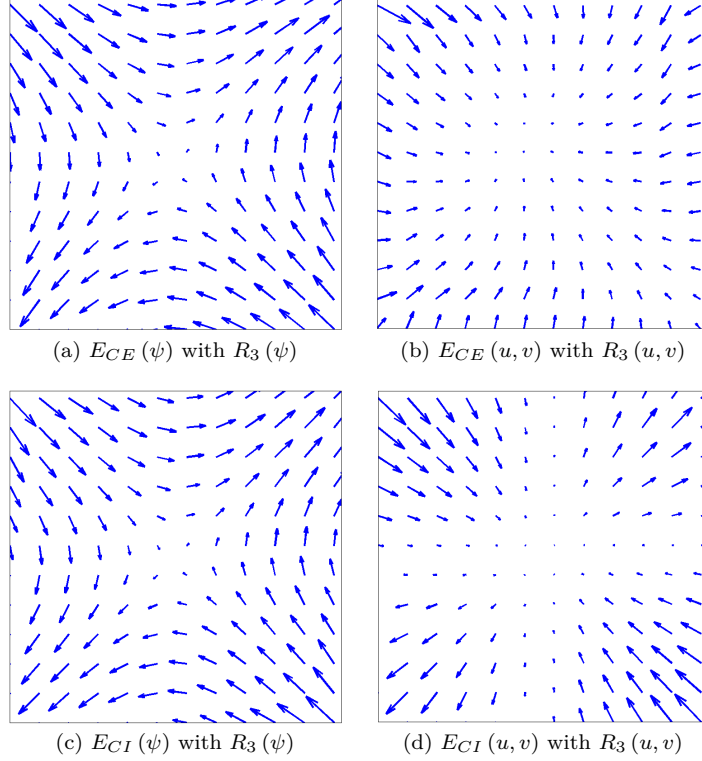 (a) E_{CE} (ψ) with R_3 (ψ)
(b) E_{CE} (u, v) with R_3 (u, v)
(c) E_{CI} (ψ) with R_3 (ψ)
(d) E_{CI} (u, v) with R_3 (u, v)